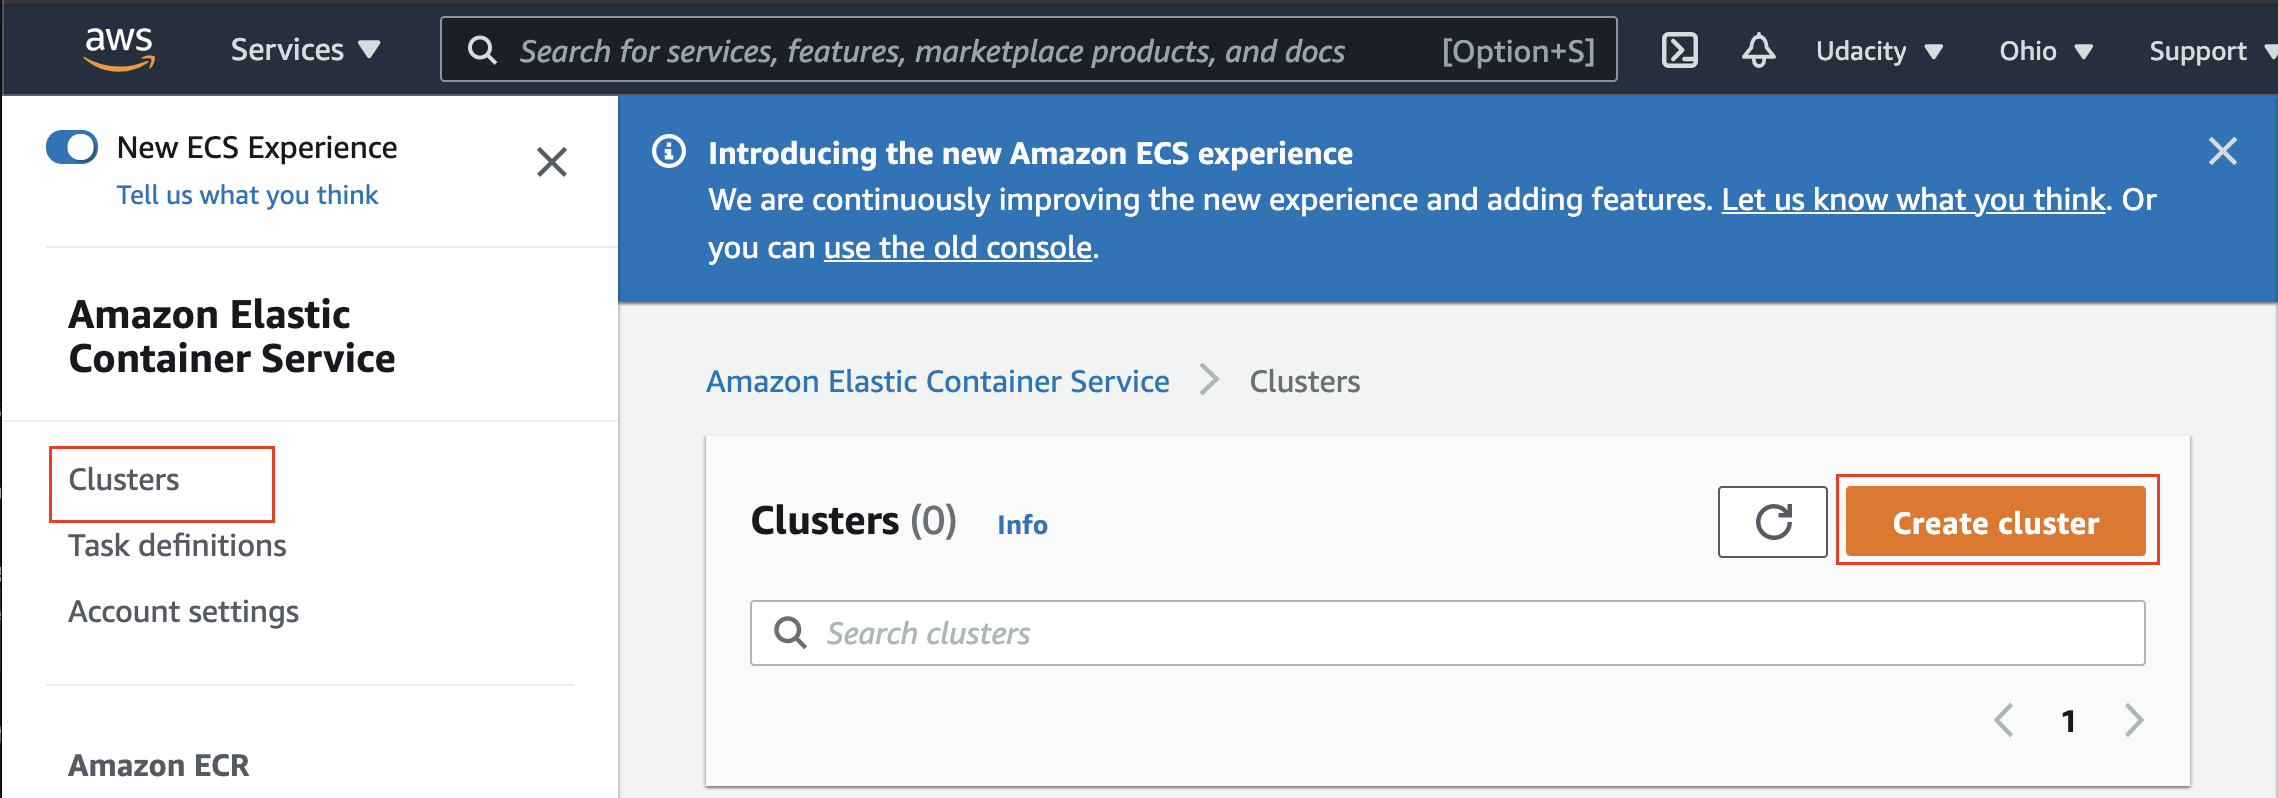 aws
Services
Search for services, features, marketplace products, and docs
[Option+S]
Udacity
Ohio
Support
New ECS Experience
Tell us what you think
Amazon Elastic
Container Service
Clusters
Task definitions
Account settings
Amazon ECR
Introducing the new Amazon ECS experience
We are continuously improving the new experience and adding features. Let us know what you think. Or
you can use the old console.
Amazon Elastic Container Service > Clusters
Clusters (0) Info
Create cluster
Search clusters
1